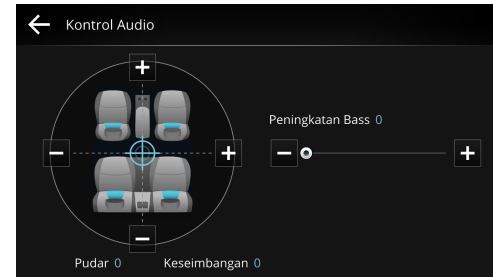 Kontrol Audio
Peningkatan Bass 0
Pudar 0 Keseimbangan 0